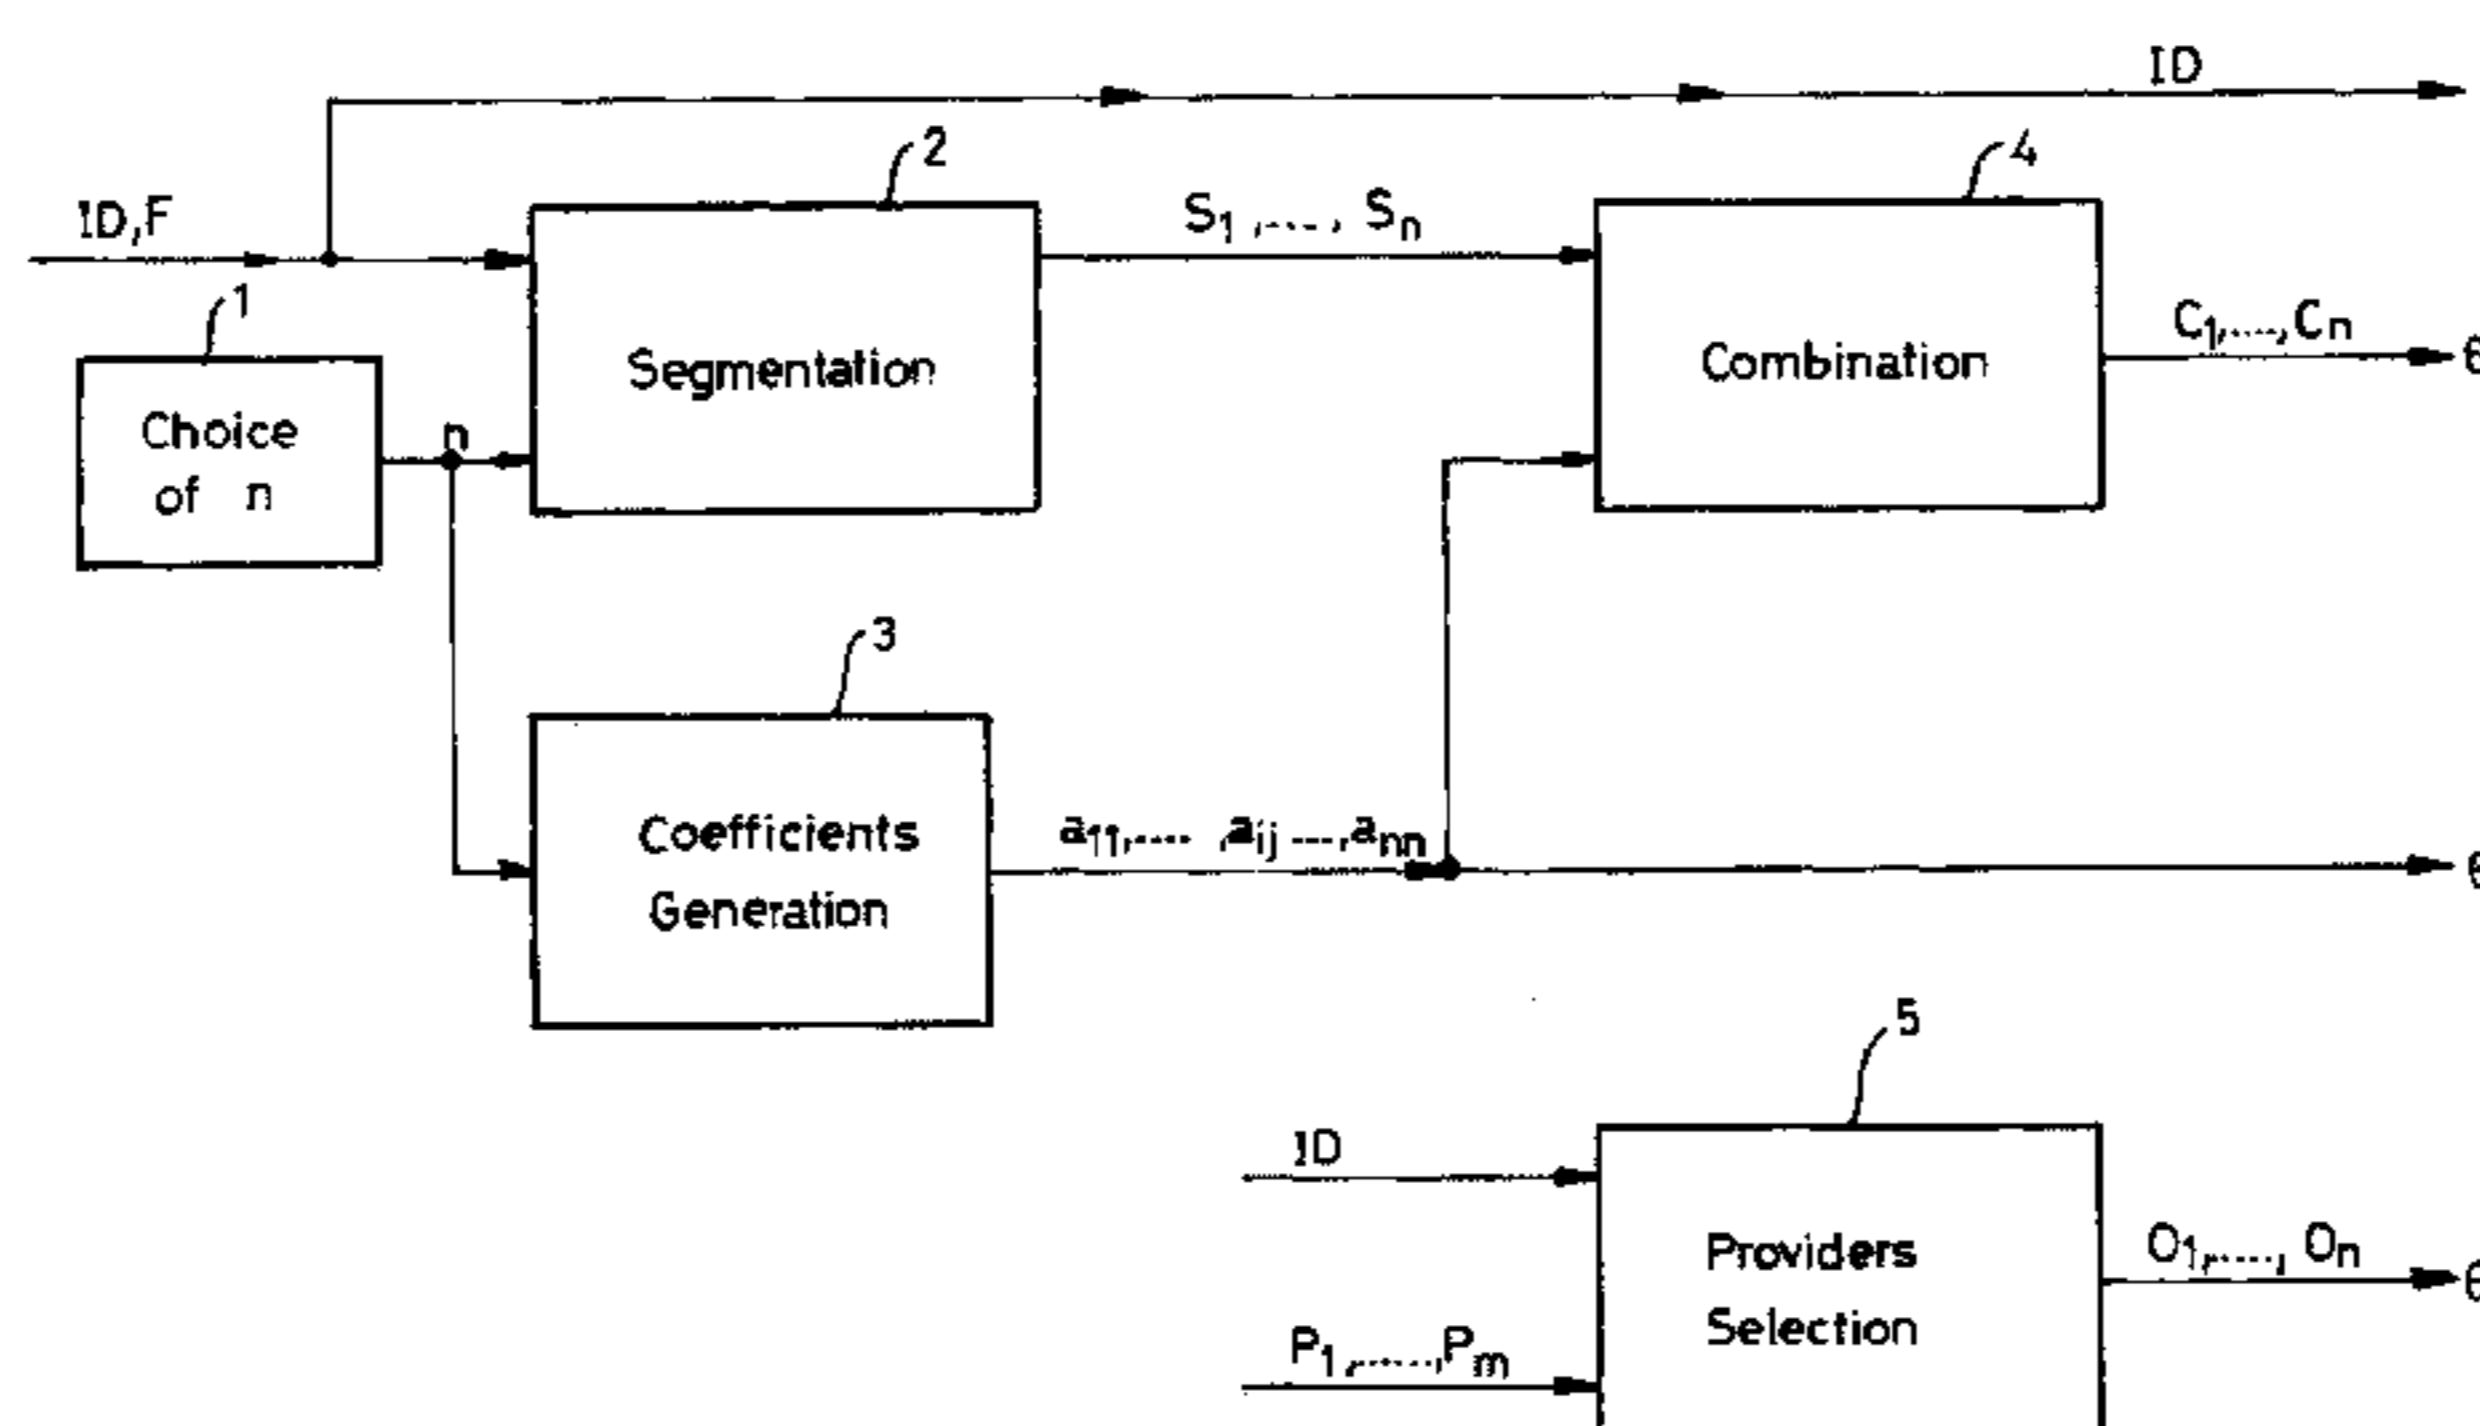 ID
2
4
ID,F
S1,....., Sn
1
C1,....,Cn
6
Segmentation
Combination
Choice
of n
n
3
Coefficients
Generation
a11,.... ,aij ....,ann
5
ID
Providers
Selection
O1,....., On
P1,......,Pm